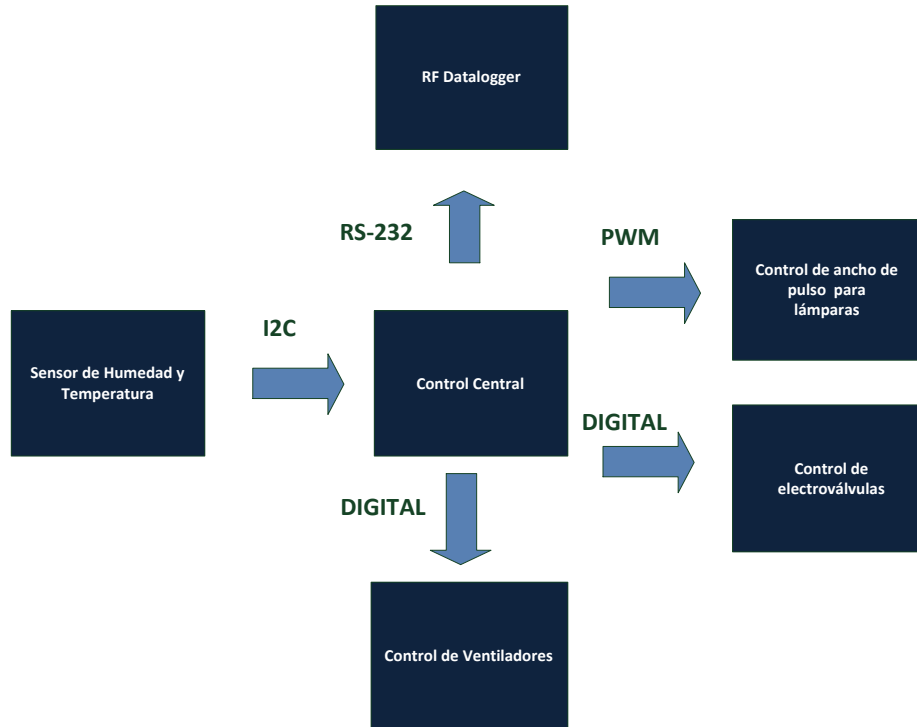 RF Datalogger
RS-232
PWM
Control de ancho de
pulso para
lámparas
I2C
Sensor de Humedad y
Temperatura
Control Central
DIGITAL
Control de
electroválvulas
DIGITAL
Control de Ventiladores